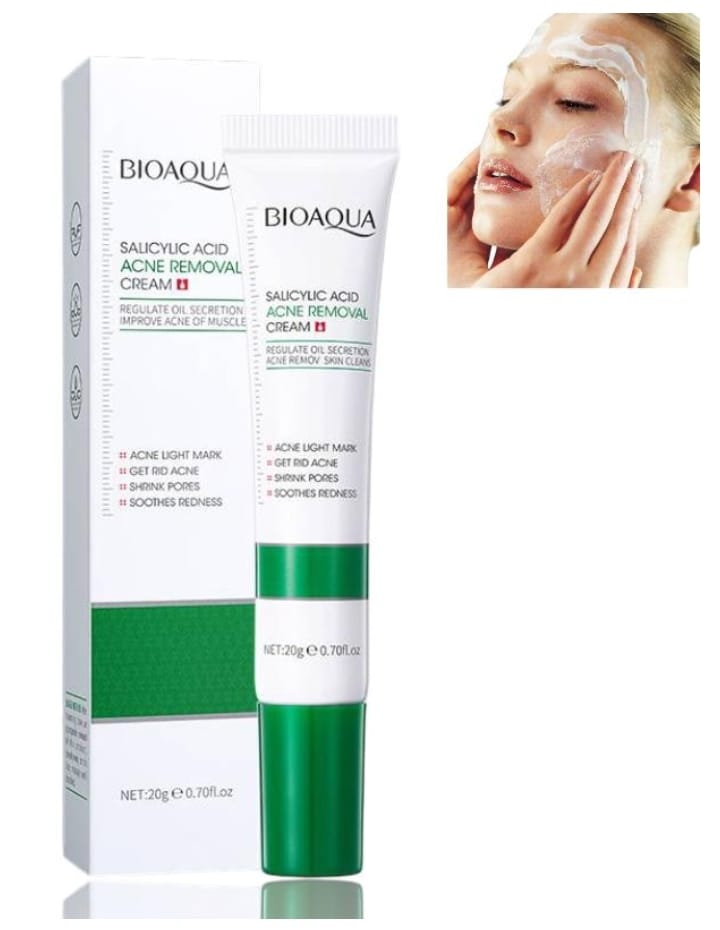 BIOAQUA
SALICYLIC ACID
ACNE REMOVAL
CREAM
REGULATE OIL SECRETION
IMPROVE ACNE OF MUSCLE
ACNE LIGHT MARK
GET RID ACNE
SHRINK PORES
SOOTHES REDNESS
NET:20g ℮ 0.70fl.oz
BIOAQUA
SALICYLIC ACID
ACNE REMOVAL
CREAM
REGULATE OIL SECRETION
ACNE REMOV SKIN CLEANS
ACNE LIGHT MARK
GET RID ACNE
SHRINK PORES
SOOTHES REDNESS
NET:20g ℮ 0.70fl.oz